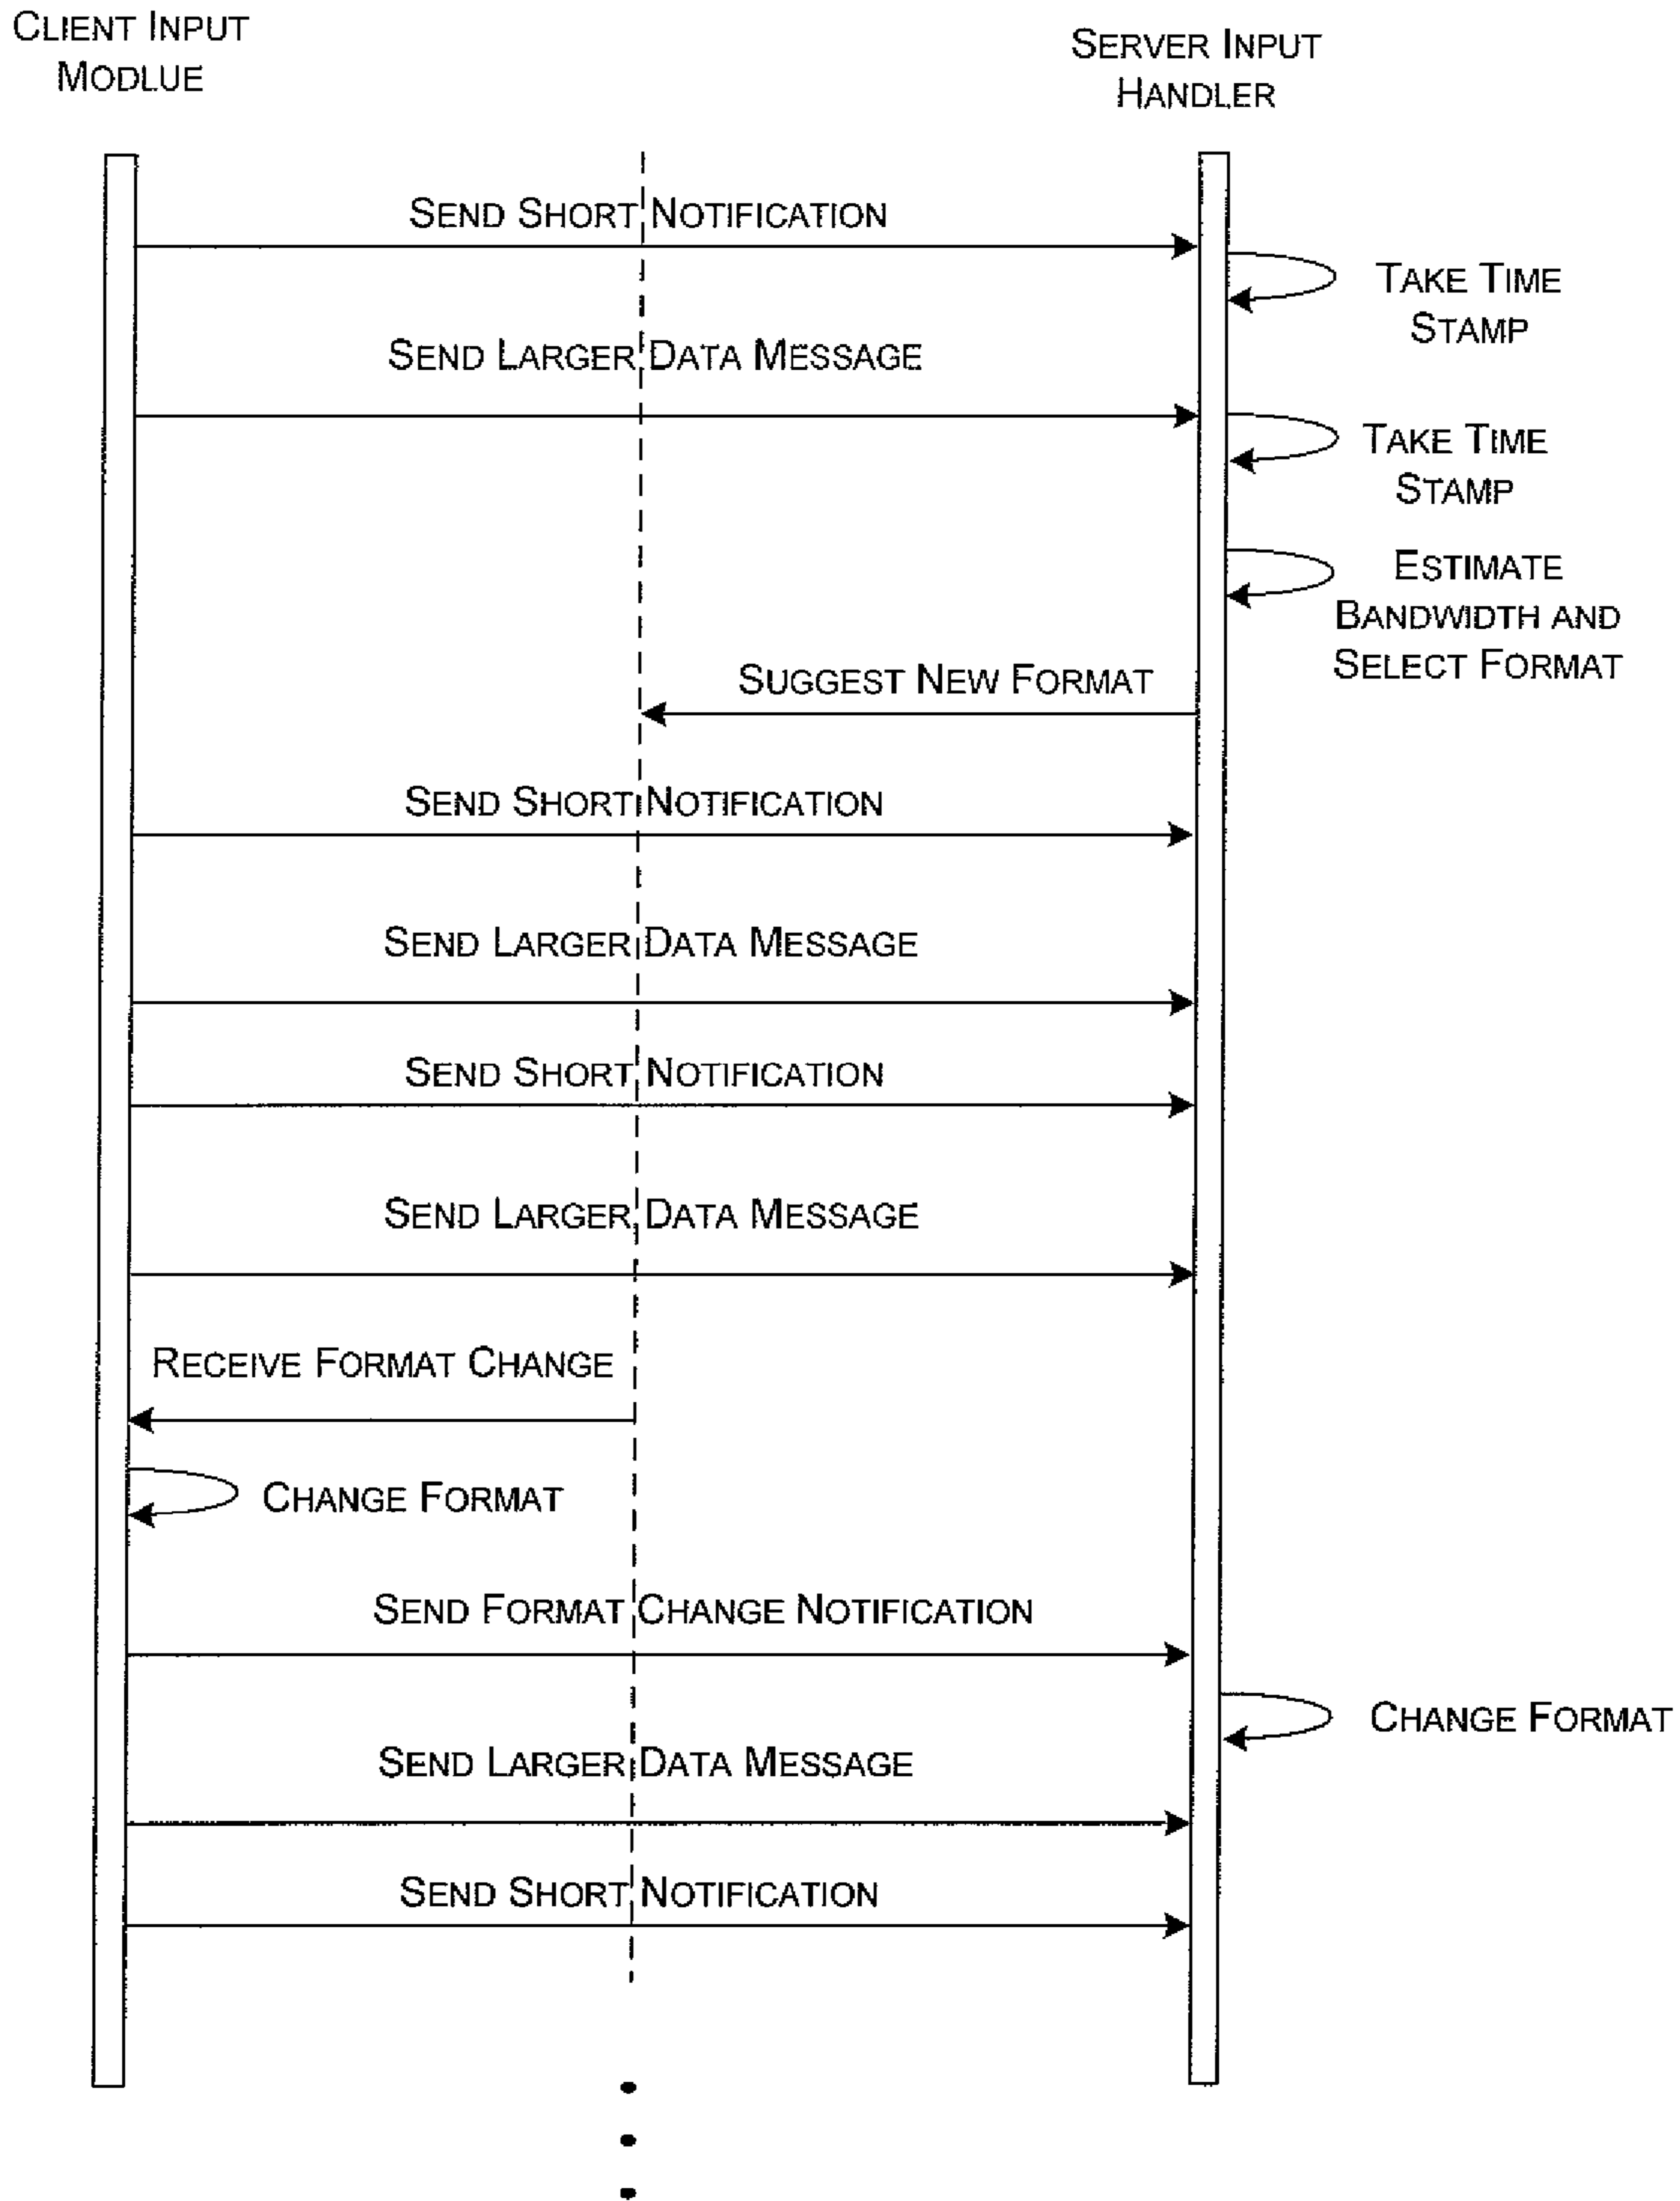 CLIENT INPUT
MODLUE
SERVER INPUT
HANDLER
SEND SHORT NOTIFICATION
TAKE TIME
STAMP
SEND LARGER DATA MESSAGE
TAKE TIME
STAMP
ESTIMATE
BANDWIDTH AND
SELECT FORMAT
SUGGEST NEW FORMAT
SEND SHORT NOTIFICATION
SEND LARGER DATA MESSAGE
SEND SHORT NOTIFICATION
SEND LARGER DATA MESSAGE
RECEIVE FORMAT CHANGE
CHANGE FORMAT
SEND FORMAT CHANGE NOTIFICATION
CHANGE FORMAT
SEND LARGER DATA MESSAGE
SEND SHORT NOTIFICATION